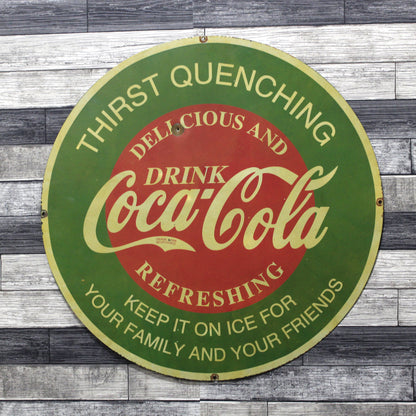 THIRST QUENCHING
DELICIOUS AND
DRINK
Coca-Cola
REFRESHING
KEEP IT ON ICE FOR
YOUR FAMILY AND YOUR FRIENDS